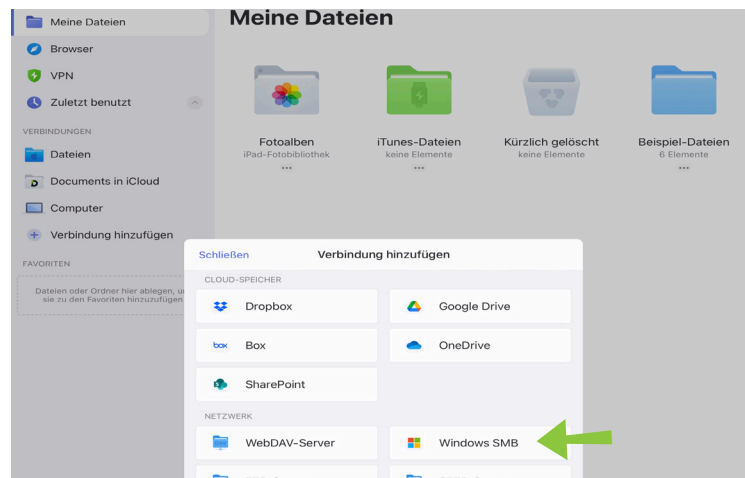 Meine Dateien
Browser
VPN
Zuletzt benutzt
VERBINDUNGEN
Dateien
Documents in iCloud
Computer
Verbindung hinzufügen
FAVORITEN
Dateien oder Ordner hier ablegen,
sie zu den Favoriten hinzuzufügen
Meine Dateien
Fotoalben
iPad-Fotobibliothek
iTunes-Dateien
keine Elemente
Kürzlich gelöscht
keine Elemente
Beispiel-Dateien
6 Elemente
Schließen
Verbindung hinzufügen
CLOUD-SPEICHER
Dropbox
Google Drive
box
Box
OneDrive
SharePoint
NETZWERK
WebDAV-Server
Windows SMB